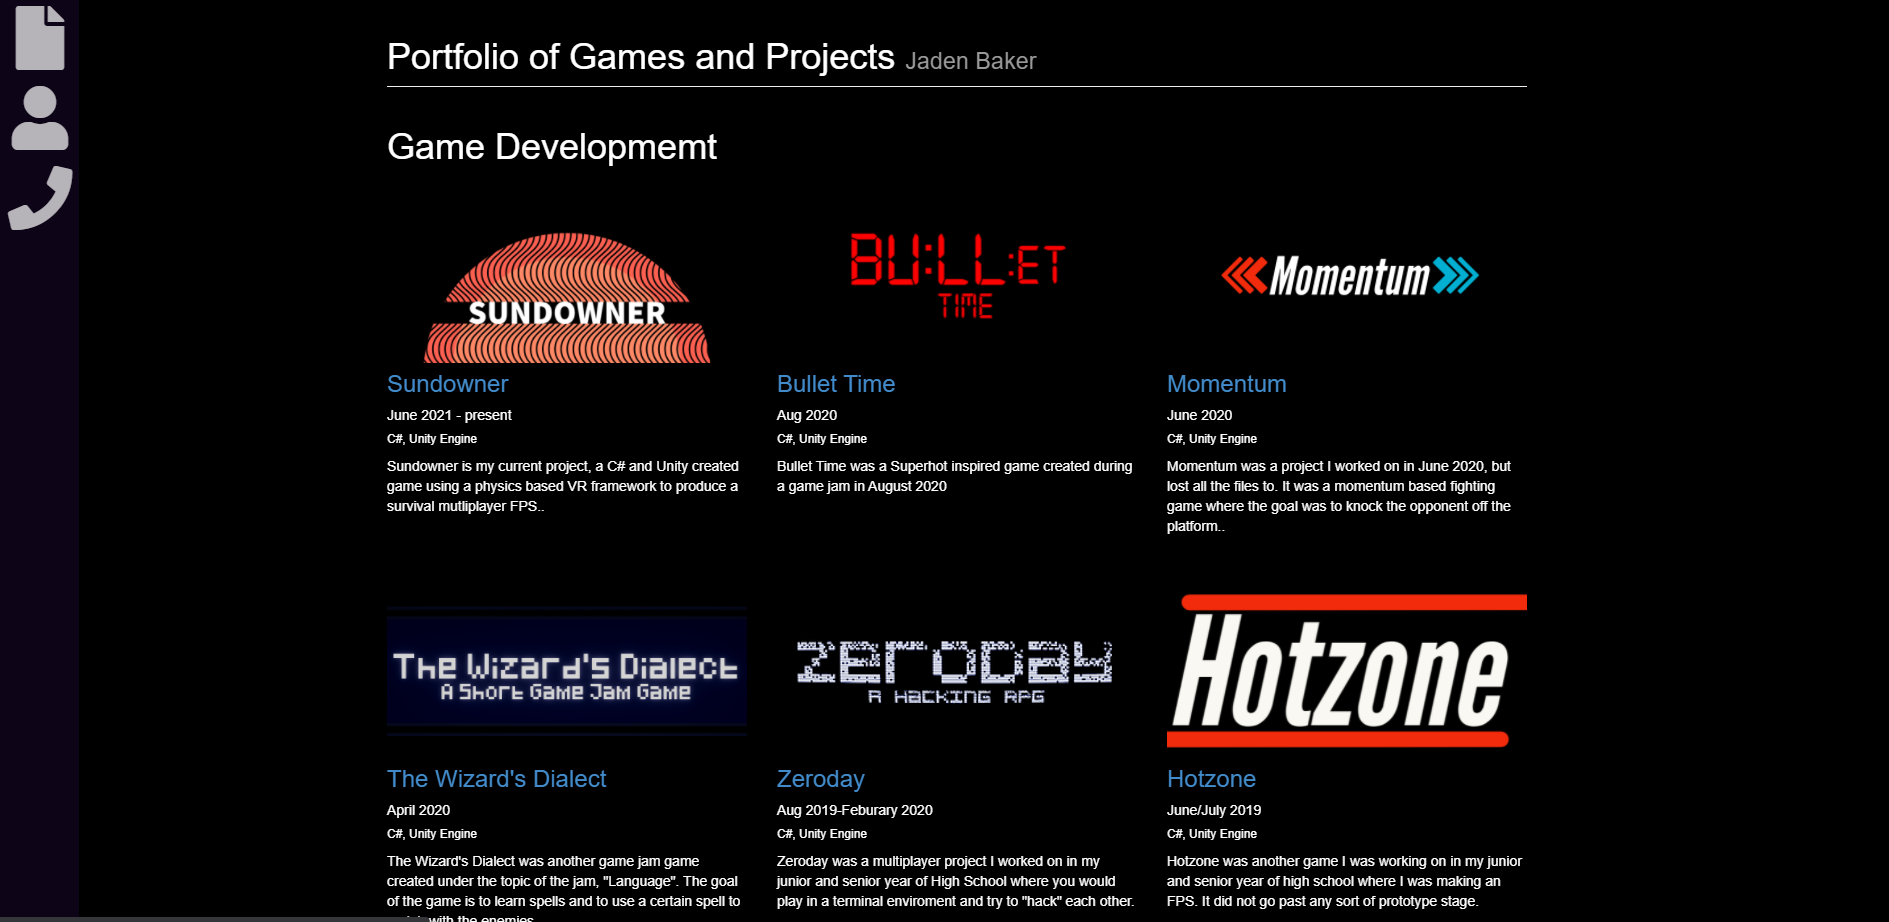 Portfolio of Games and Projects Jaden Baker
Game Developmemt
SUNDOWNER
BU:LL:ET
TIME
Momentum
Sundowner
June 2021 - present
C#, Unity Engine
Sundowner is my current project, a C# and Unity created
game using a physics based VR framework to produce a
survival mutliplayer FPS..
Bullet Time
Aug 2020
C#, Unity Engine
Bullet Time was a Superhot inspired game created during
a game jam in August 2020
Momentum
June 2020
C#, Unity Engine
Momentum was a project I worked on in June 2020, but
lost all the files to. It was a momentum based fighting
game where the goal was to knock the opponent off the
platform..
The Wizard's Dialect
A Short Game Jam Game
Zeroday
A Hacking RPG
Hotzone
The Wizard's Dialect
April 2020
C#, Unity Engine
The Wizard's Dialect was another game jam game
created under the topic of the jam, "Language". The goal
of the game is to learn spells and to use a certain spell to
with the enemies
Zeroday
Aug 2019-Feburary 2020
C#, Unity Engine
Zeroday was a multiplayer project I worked on in my
junior and senior year of High School where you would
play in a terminal enviroment and try to "hack" each other.
Hotzone
June/July 2019
C#, Unity Engine
Hotzone was another game I was working on in my junior
and senior year of high school where I was making an
FPS. It did not go past any sort of prototype stage.